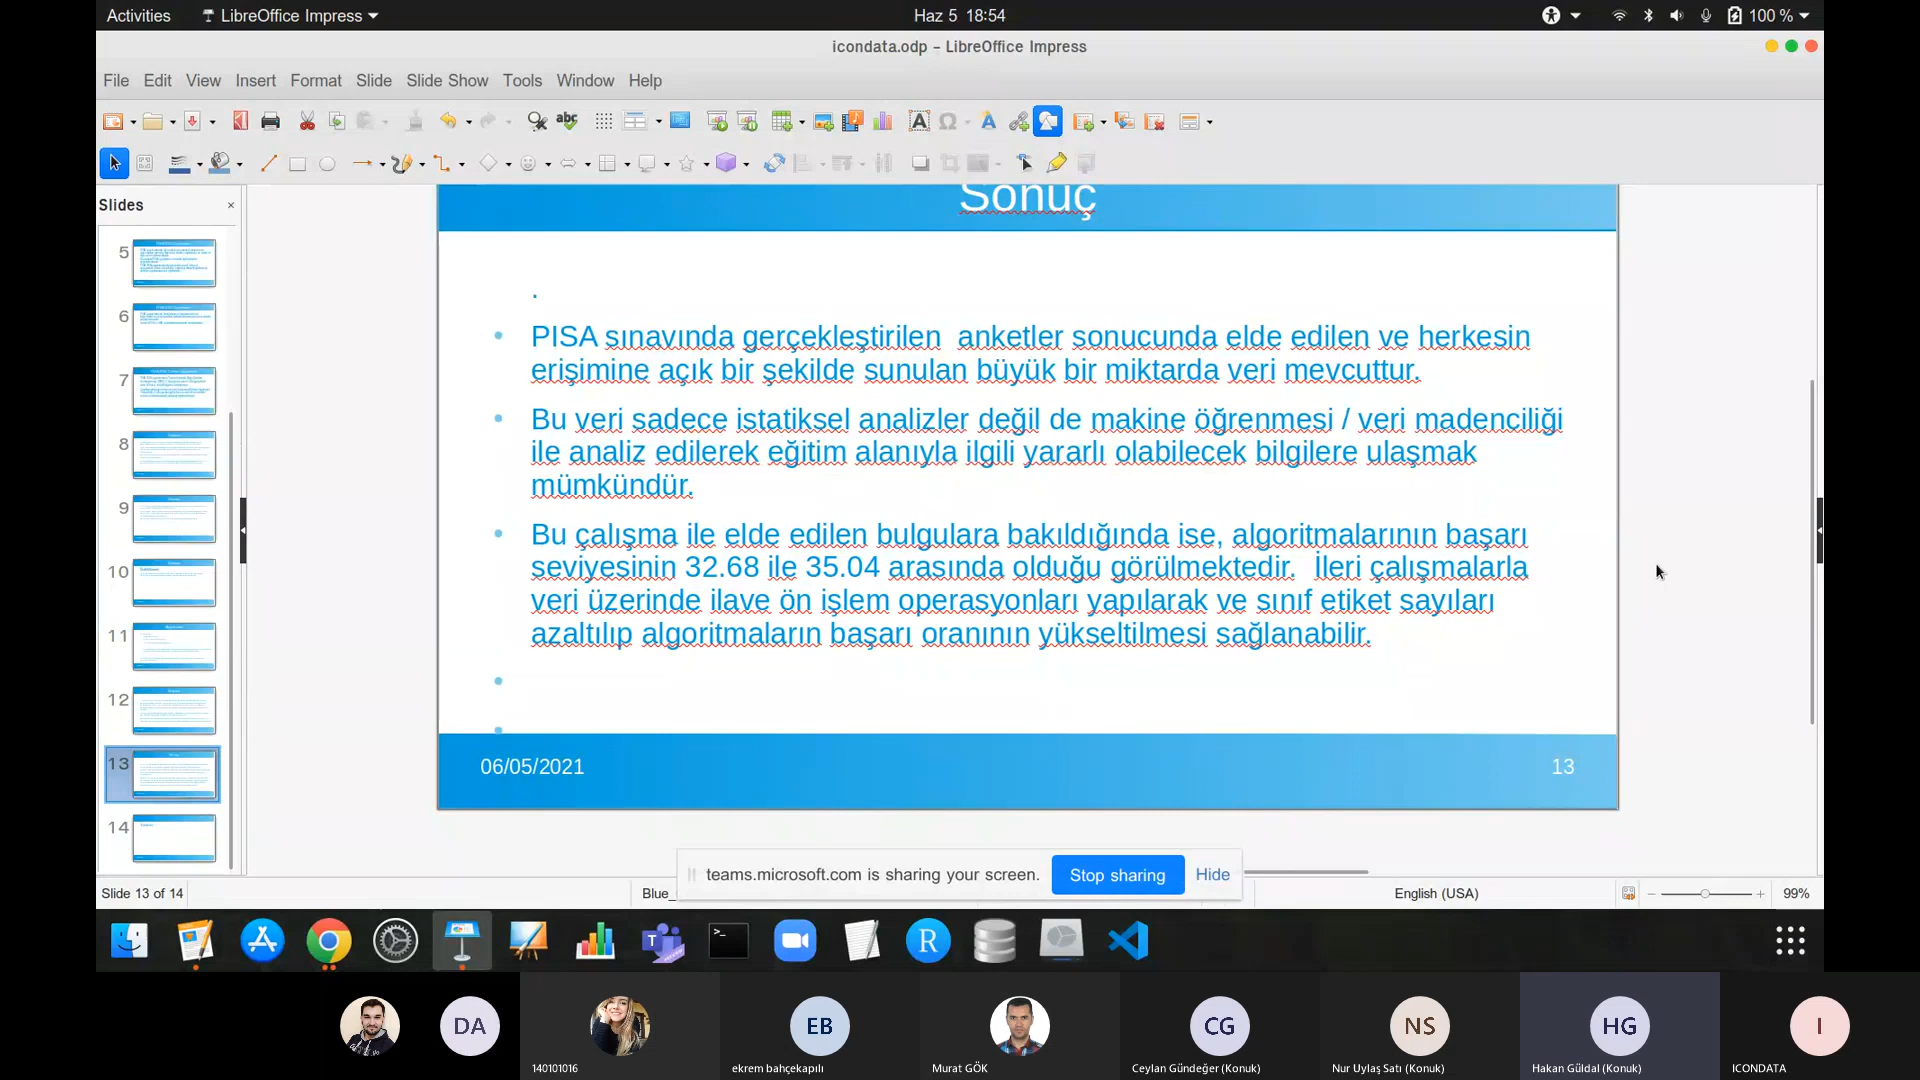 Activities
LibreOffice Impress
Haz 5 18:54
100 %
icondata.odp – LibreOffice Impress
File Edit View Insert Format Slide Slide Show Tools Window Help
Slides
5
6
7
8
9
10
11
12
13
14
Sonuç
.
PISA sınavında gerçekleştirilen anketler sonucunda elde edilen ve herkesin
erişimine açık bir şekilde sunulan büyük bir miktarda veri mevcuttur.
Bu veri sadece istatiksel analizler değil de makine öğrenmesi / veri madenciliği
ile analiz edilerek eğitim alanıyla ilgili yararlı olabilecek bilgilere ulaşmak
mümkündür.
Bu çalışma ile elde edilen bulgulara bakıldığında ise, algoritmalarının başarı
seviyesinin 32.68 ile 35.04 arasında olduğu görülmektedir. İleri çalışmalarla
veri üzerinde ilave ön işlem operasyonları yapılarak ve sınıf etiket sayıları
azaltılıp algoritmaların başarı oranının yükseltilmesi sağlanabilir.
06/05/2021
13
teams.microsoft.com is sharing your screen.
Stop sharing
Hide
Slide 13 of 14
Blue_
English (USA)
99%
DA
EB
CG
NS
HG
I
140101016
ekrem bahçekapılı
Murat GÖK
Ceylan Gündeğer (Konuk)
Nur Uylaş Satı (Konuk)
Hakan Güldal (Konuk)
ICONDATA